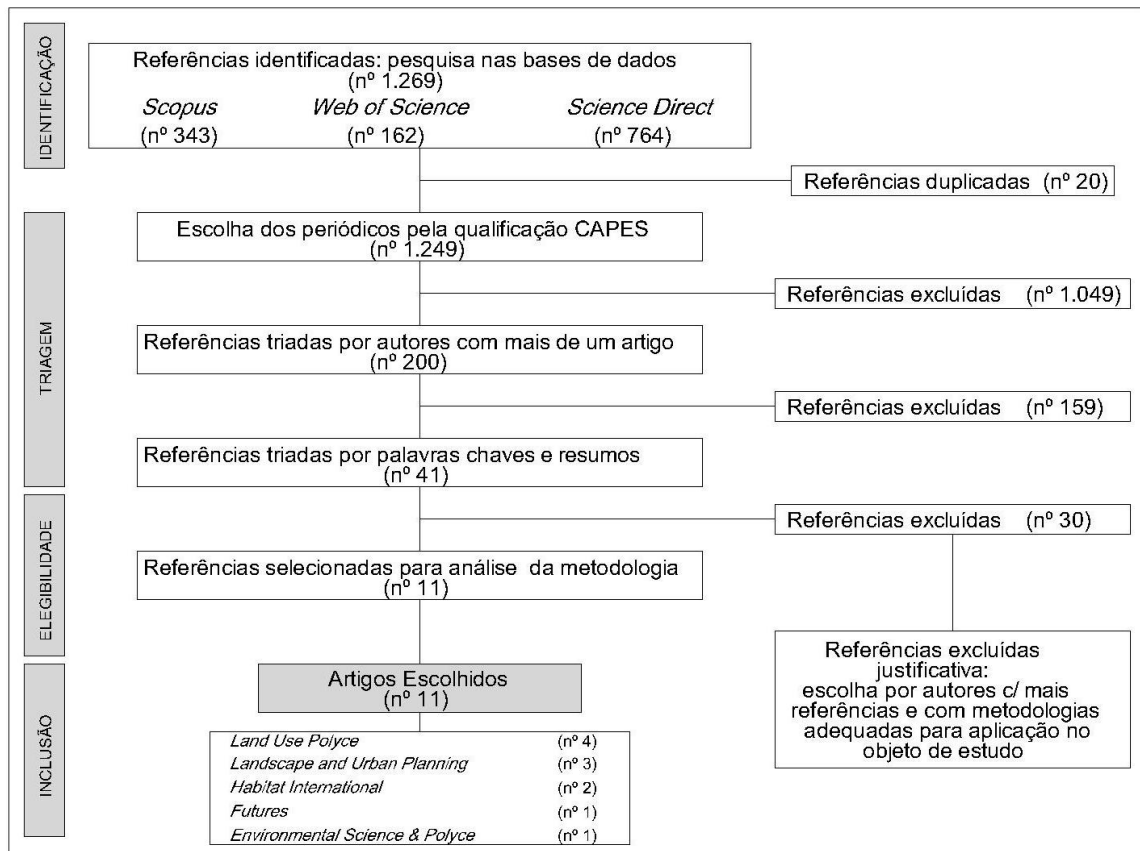 IDENTIFICAÇÃO
Referências identificadas: pesquisa nas bases de dados
(nº 1.269)
Scopus Web of Science Science Direct
(nº 343) (nº 162) (nº 764)
Referências duplicadas (nº 20)
TRIAGEM
Escolha dos periódicos pela qualificação CAPES
(nº 1.249)
Referências excluídas (nº 1.049)
Referências triadas por autores com mais de um artigo
(nº 200)
Referências excluídas (nº 159)
Referências triadas por palavras chaves e resumos
(nº 41)
ELEGIBILIDADE
Referências excluídas (nº 30)
Referências selecionadas para análise da metodologia
(nº 11)
Referências excluídas
justificativa:
escolha por autores c/ mais
referências e com metodologias
adequadas para aplicação no
objeto de estudo
INCLUSÃO
Artigos Escolhidos
(nº 11)
Land Use Polyce (nº 4)
Landscape and Urban Planning (nº 3)
Habitat International (nº 2)
Futures (nº 1)
Environmental Science & Polyce (nº 1)